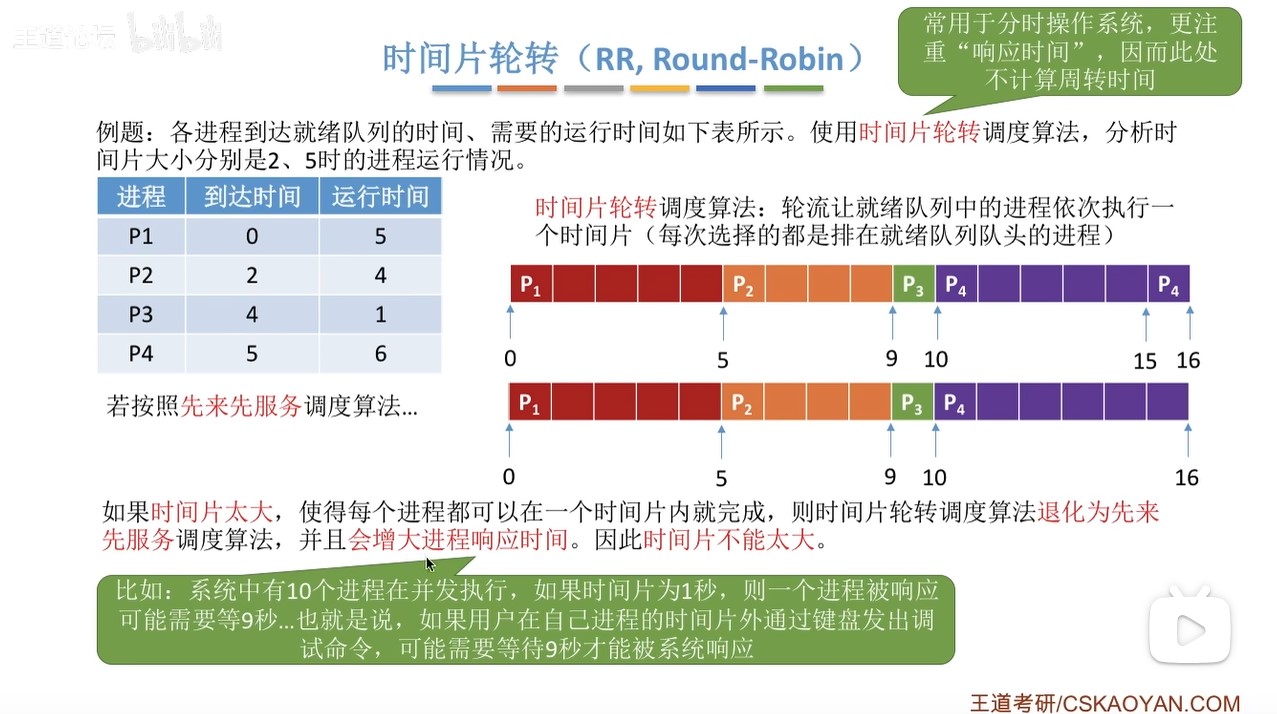 王道论坛 bilibili
常用于分时操作系统，更注
重“响应时间”，因而此处
不计算周转时间
时间片轮转（RR, Round-Robin）
例题：各进程到达就绪队列的时间、需要的运行时间如下表所示。使用时间片轮转调度算法，分析时
间片大小分别是2、5时的进程运行情况。
进程 到达时间 运行时间
P1 0 5
P2 2 4
P3 4 1
P4 5 6
时间片轮转调度算法：轮流让就绪队列中的进程依次执行一
个时间片（每次选择的都是排在就绪队列队头的进程）
P1 P2 P3 P4 P4
0 5 9 10 15 16
若按照先来先服务调度算法...
P1 P2 P3 P4
0 5 9 10 16
如果时间片太大，使得每个进程都可以在一个时间片内就完成，则时间片轮转调度算法退化为先来
先服务调度算法，并且会增大进程响应时间。因此时间片不能太大。
比如：系统中有10个进程在并发执行，如果时间片为1秒，则一个进程被响应
可能需要等9秒...也就是说，如果用户在自己进程的时间片外通过键盘发出调
试命令，可能需要等待9秒才能被系统响应
王道考研/CSKAOYAN.COM